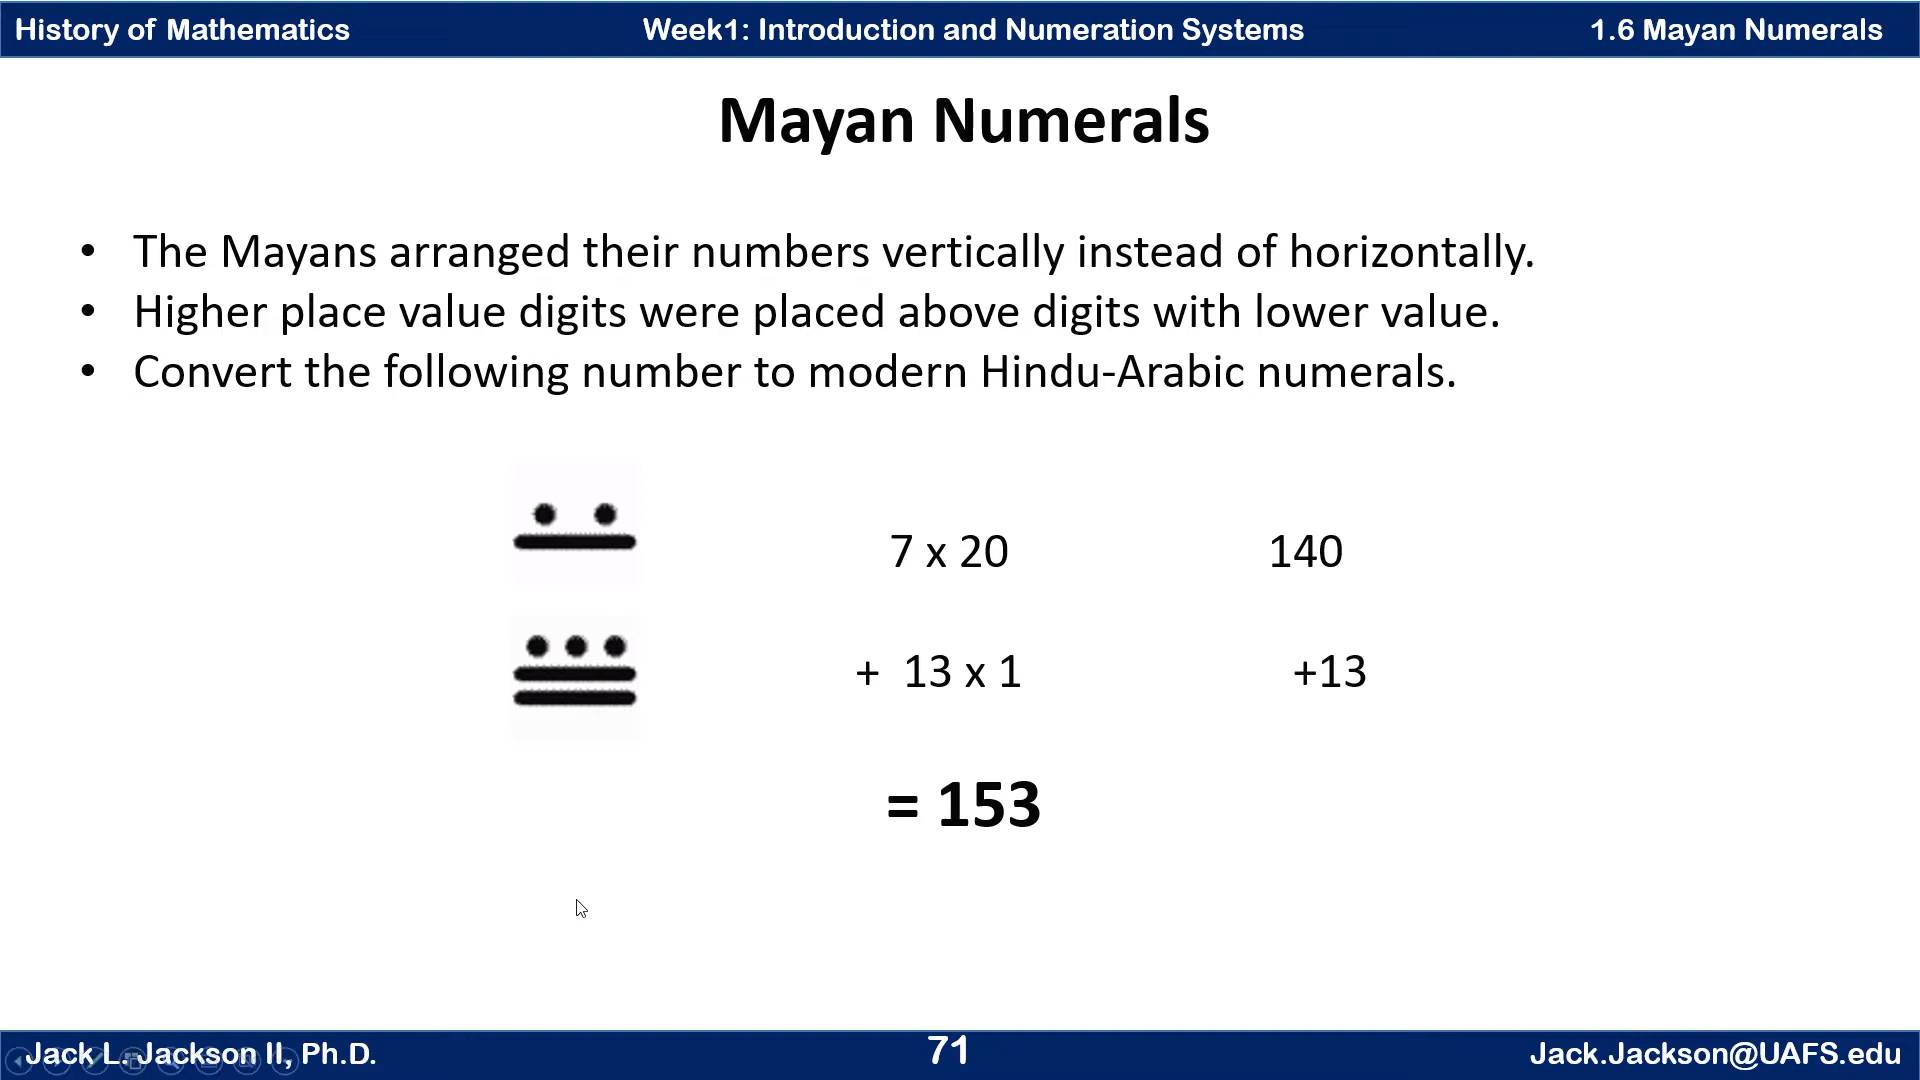 History of Mathematics Week1: Introduction and Numeration Systems 1.6 Mayan Numerals
Mayan Numerals
• The Mayans arranged their numbers vertically instead of horizontally.
• Higher place value digits were placed above digits with lower value.
• Convert the following number to modern Hindu-Arabic numerals.
7 x 20 140
+ 13 x 1 +13
= 153
Jack L. Jackson II, Ph.D. 71 Jack.Jackson@UAFS.edu